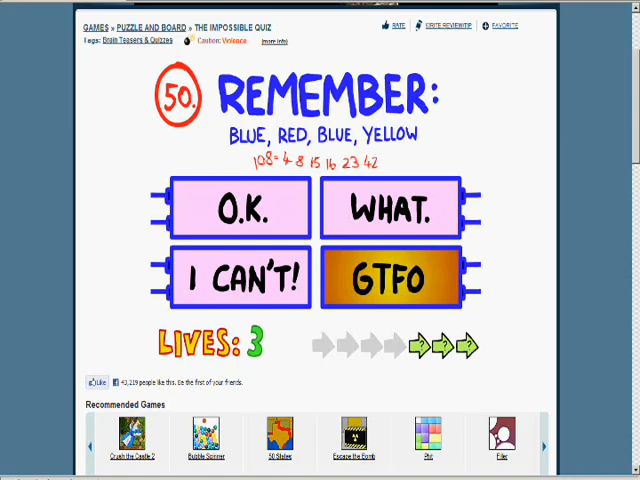 GAMES » PUZZLE AND BOARD » THE IMPOSSIBLE QUIZ
RATE
WRITE REVIEW/TIP
FAVORITE
Tags: Brain Teasers & Quizzes
Caution: Violence
(more info)
50.
REMEMBER:
BLUE, RED, BLUE, YELLOW
108= 4 8 15 16 23 42
O.K.
WHAT.
I CAN'T!
GTFO
LIVES: 3
? ? ?
Like
43,219 people like this. Be the first of your friends.
Recommended Games
Crush the Castle 2
Bubble Spinner
50 States
Escape the Bomb
Phit
Filler